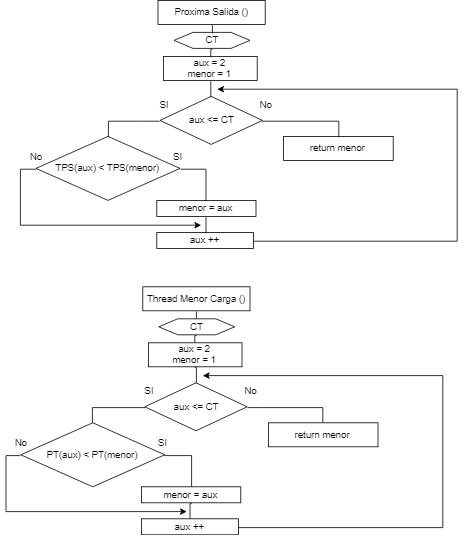 Proxima Salida ()
CT
aux = 2
menor = 1
SI
No
aux <= CT
return menor
No
SI
TPS(aux) < TPS(menor)
menor = aux
aux ++
Thread Menor Carga ()
CT
aux = 2
menor = 1
SI
No
aux <= CT
return menor
No
SI
PT(aux) < PT(menor)
menor = aux
aux ++